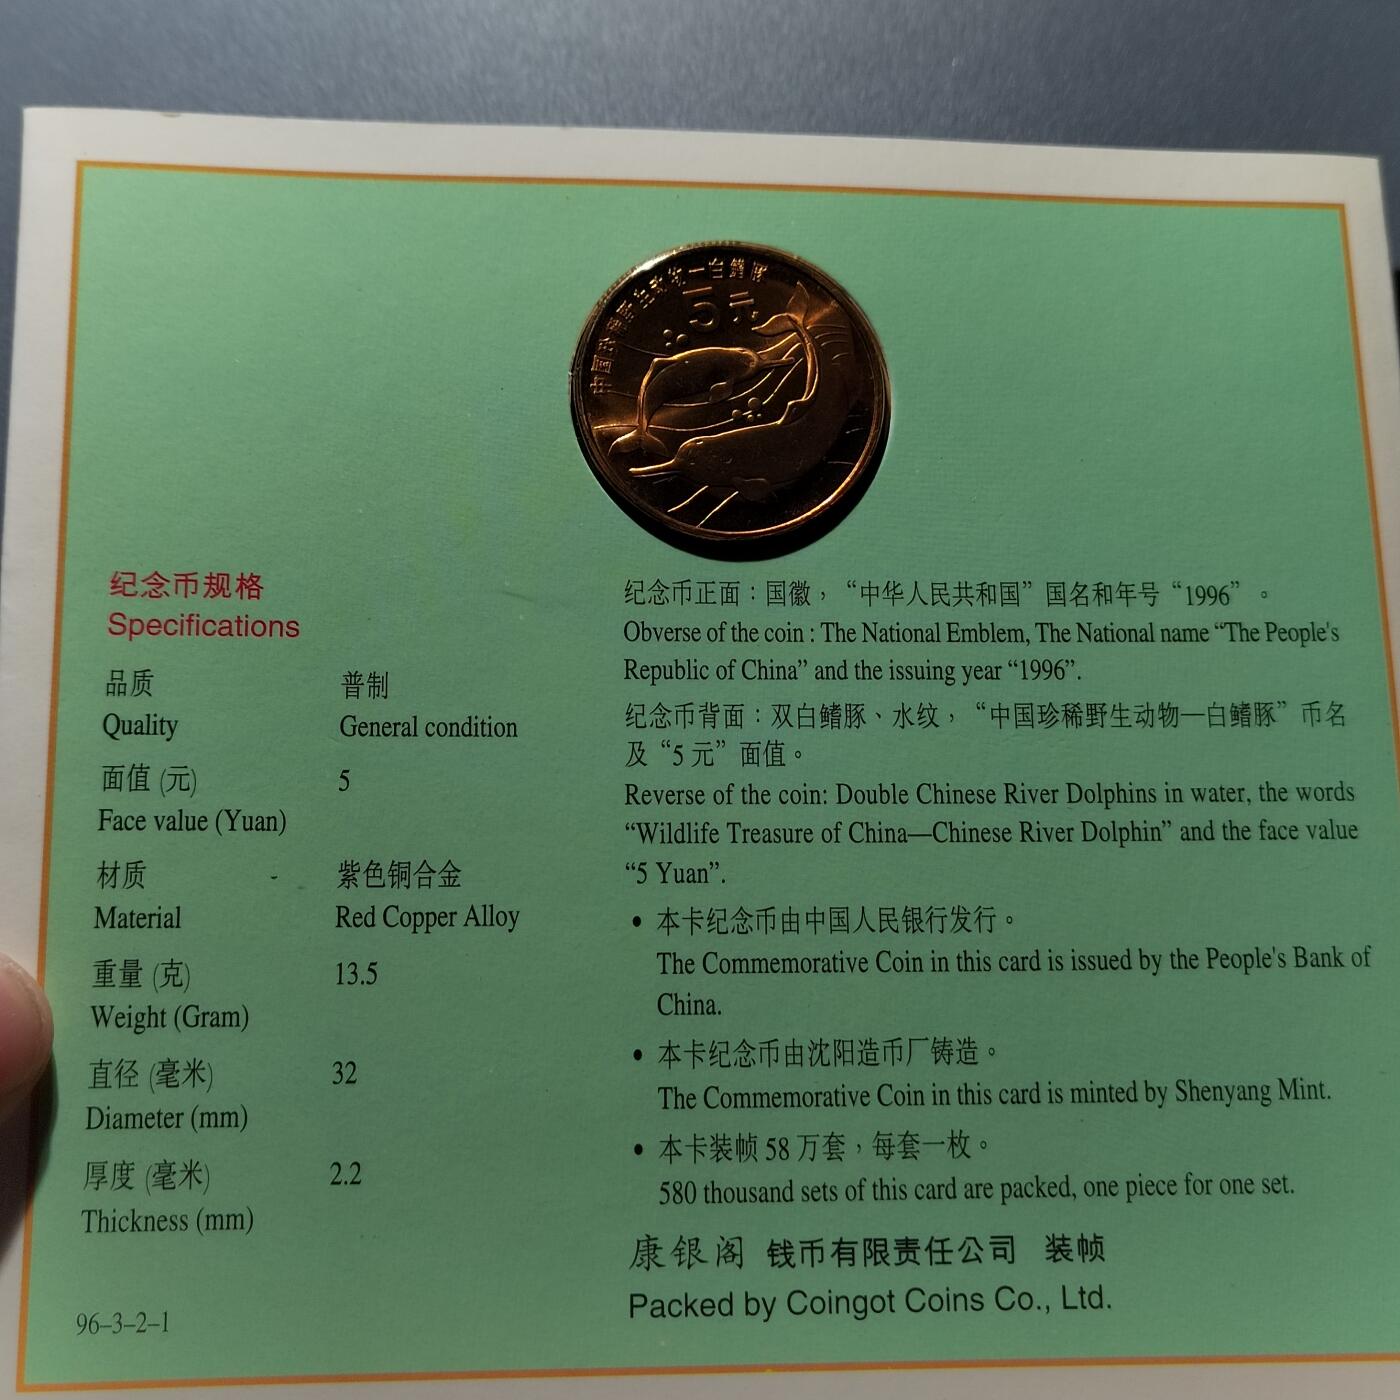 中国珍稀野生动物—白鳍豚
5元
纪念币规格
Specifications
品质 普制
Quality General condition
面值 (元) 5
Face value (Yuan)
材质 紫色铜合金
Material Red Copper Alloy
重量 (克) 13.5
Weight (Gram)
直径 (毫米) 32
Diameter (mm)
厚度 (毫米) 2.2
Thickness (mm)
96–3–2–1
纪念币正面：国徽，“中华人民共和国”国名和年号“1996”。
Obverse of the coin : The National Emblem, The National name “The People's
Republic of China” and the issuing year “1996”.
纪念币背面：双白鳍豚、水纹，“中国珍稀野生动物—白鳍豚”币名
及“5 元”面值。
Reverse of the coin: Double Chinese River Dolphins in water, the words
“Wildlife Treasure of China—Chinese River Dolphin” and the face value
“5 Yuan”.
• 本卡纪念币由中国人民银行发行。
The Commemorative Coin in this card is issued by the People's Bank of
China.
• 本卡纪念币由沈阳造币厂铸造。
The Commemorative Coin in this card is minted by Shenyang Mint.
• 本卡装帧 58 万套，每套一枚。
580 thousand sets of this card are packed, one piece for one set.
康银阁 钱币有限责任公司 装帧
Packed by Coingot Coins Co., Ltd.